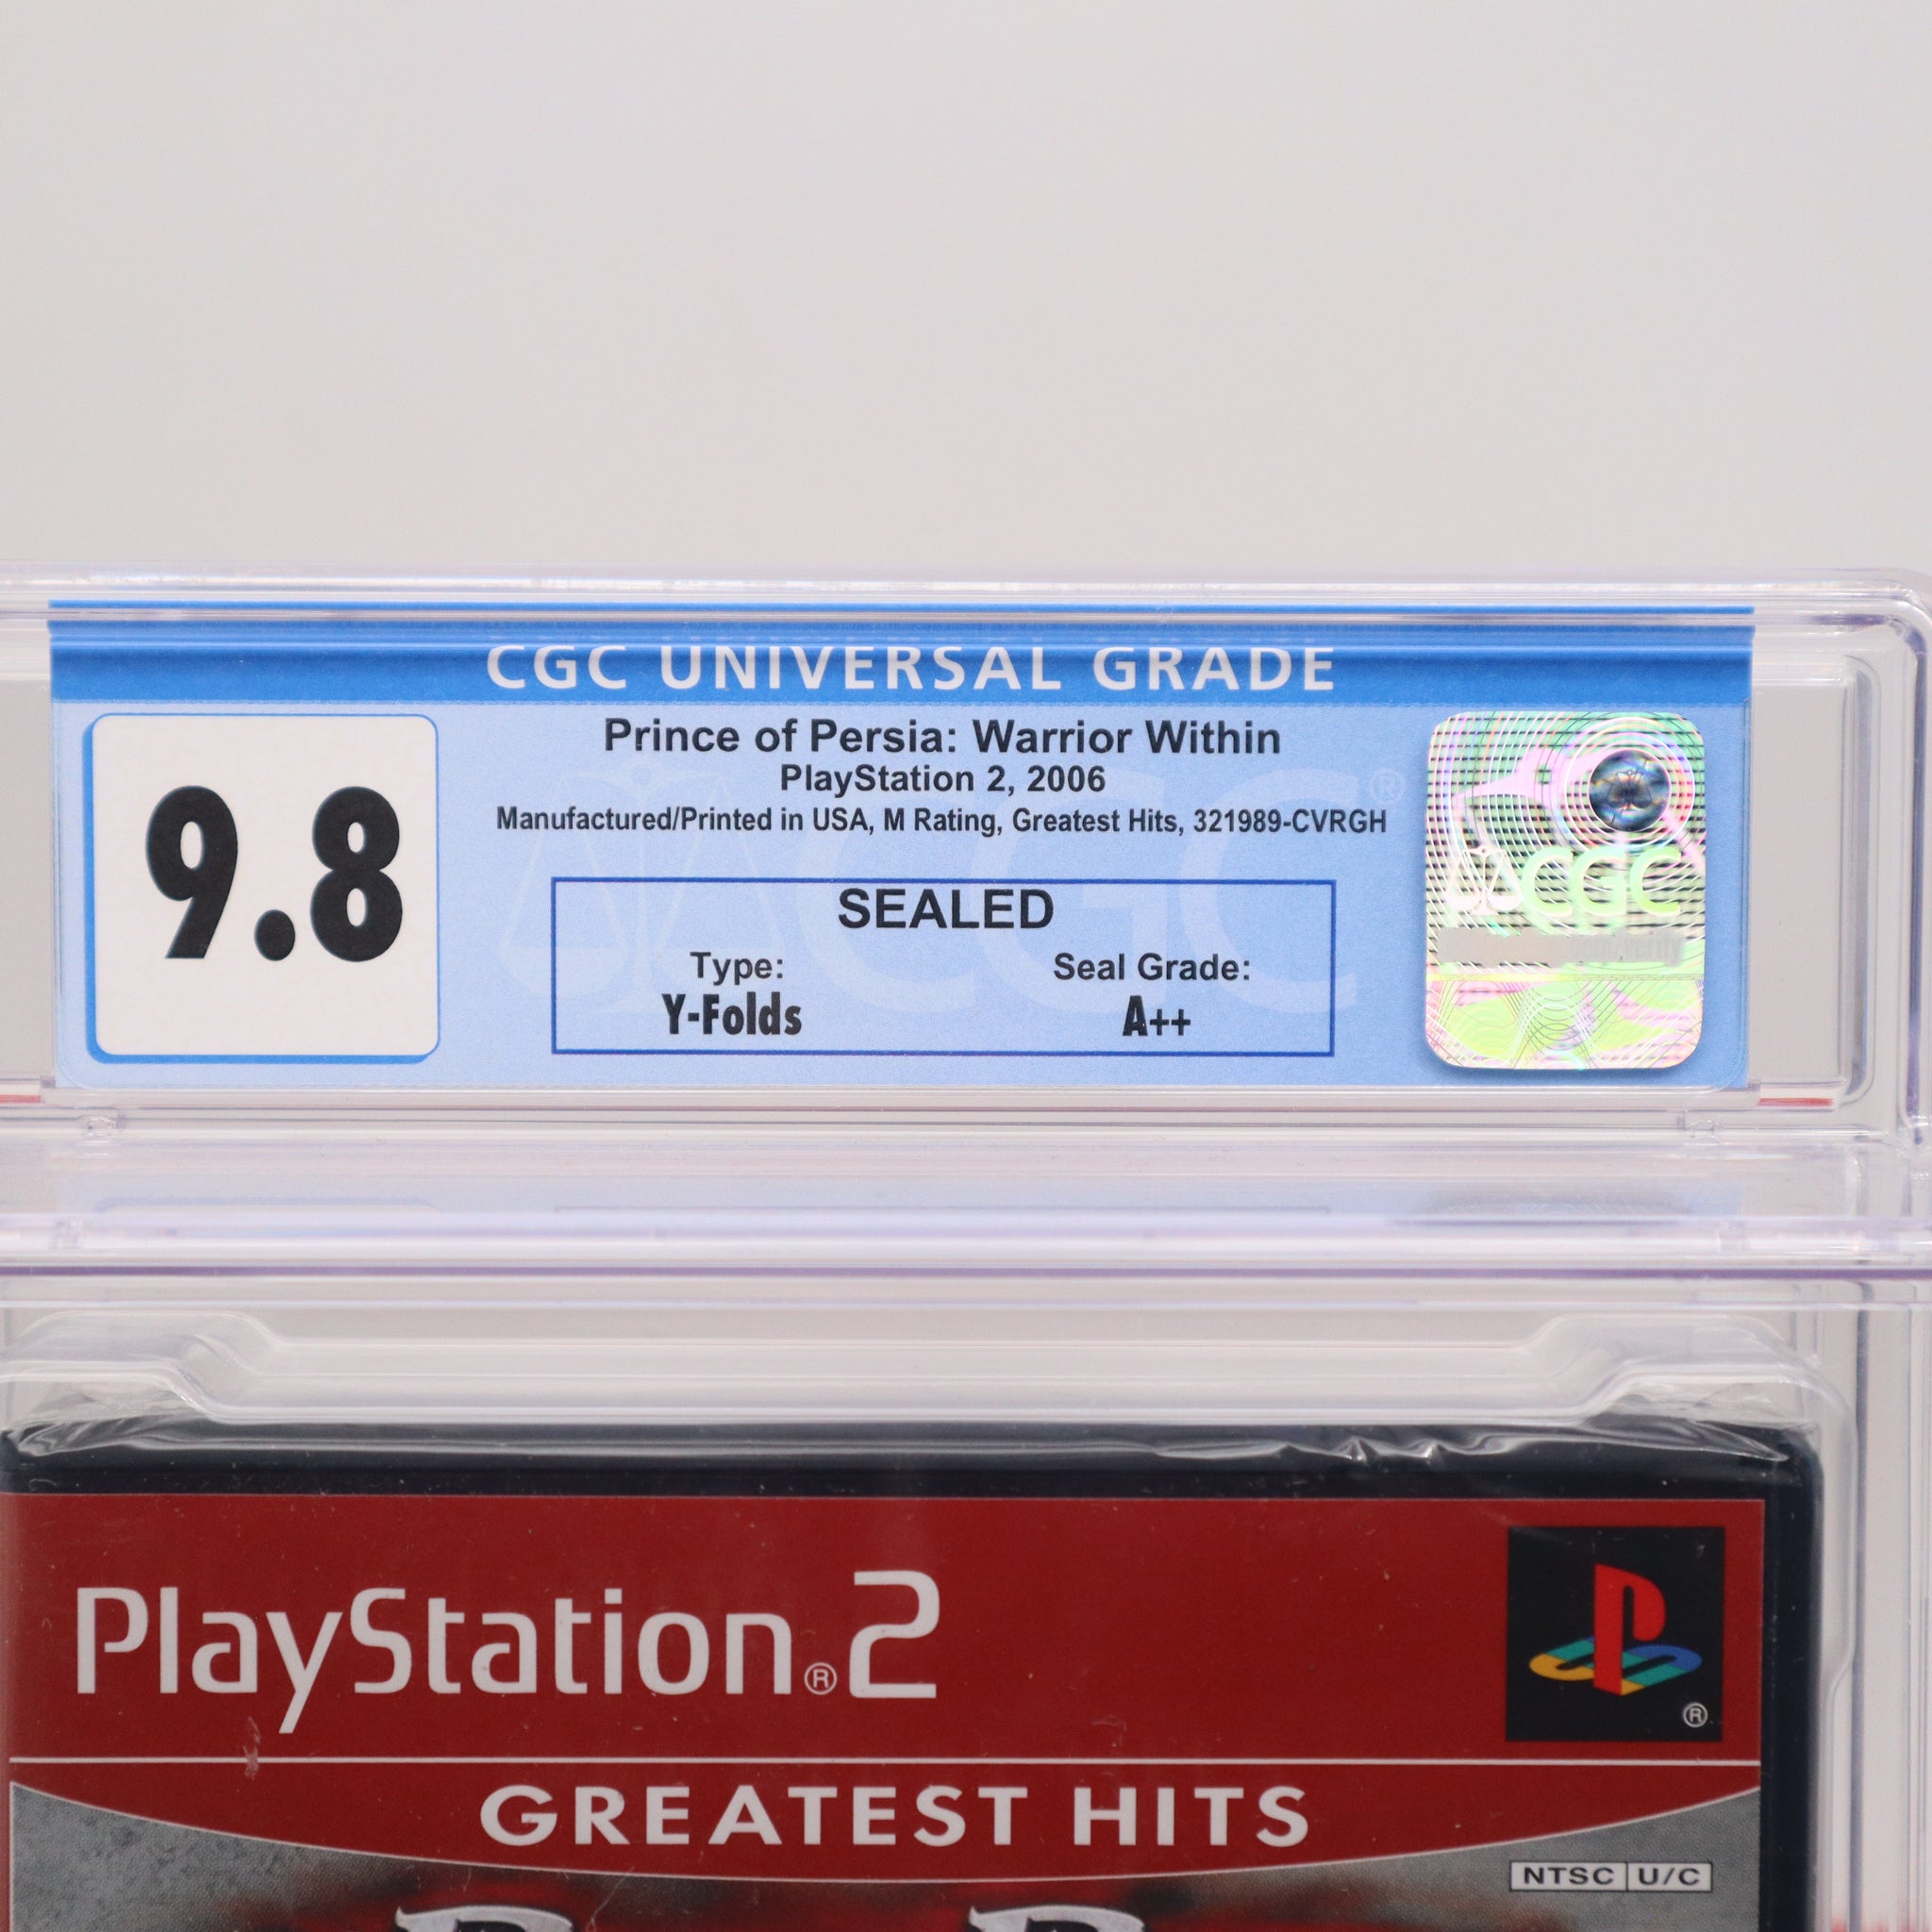 CGC UNIVERSAL GRADE
9.8
Prince of Persia: Warrior Within
PlayStation 2, 2006
Manufactured/Printed in USA, M Rating, Greatest Hits, 321989-CVRGH
SEALED
Type:
Y-Folds
Seal Grade:
A++
CGC®
CGC
PlayStation®2
®
GREATEST HITS
NTSC U/C